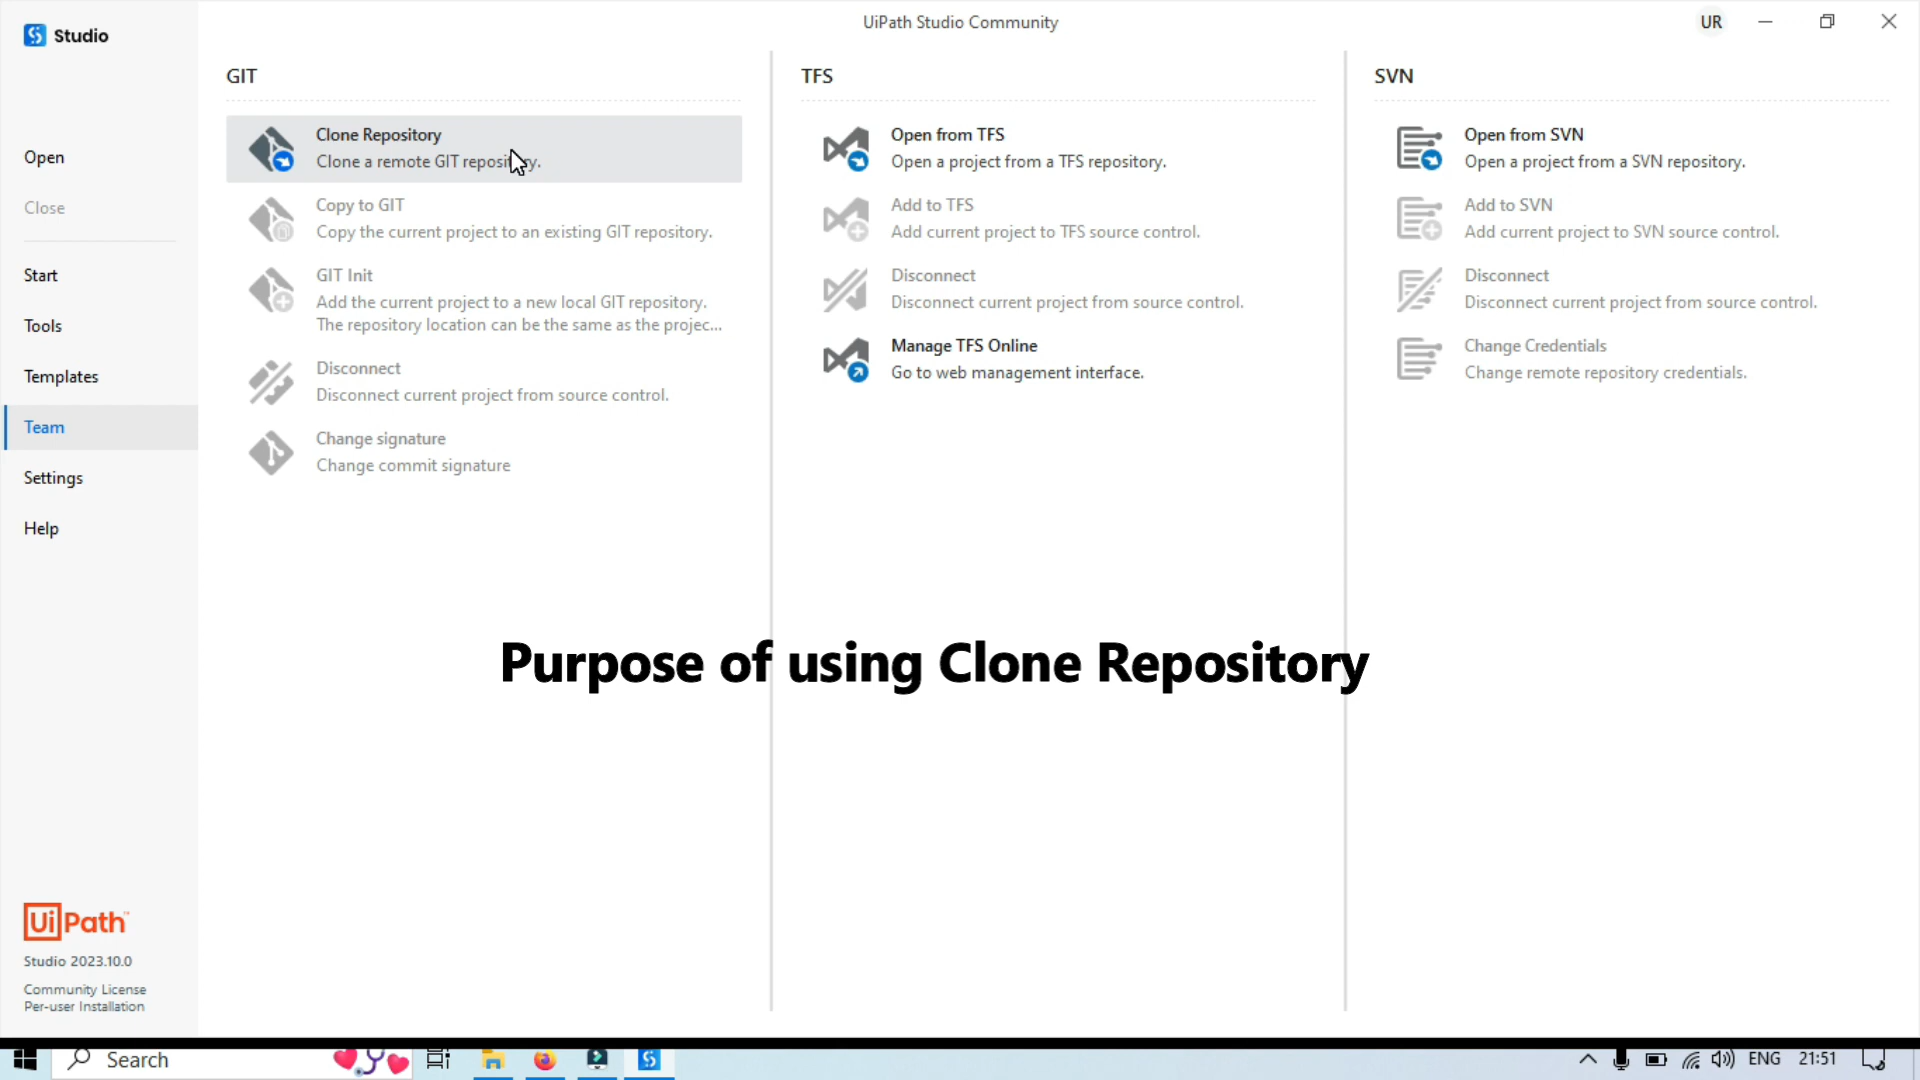 Studio
UiPath Studio Community
UR
Open
Close
Start
Tools
Templates
Team
Settings
Help
GIT
Clone Repository
Clone a remote GIT repository.
Copy to GIT
Copy the current project to an existing GIT repository.
GIT Init
Add the current project to a new local GIT repository.
The repository location can be the same as the projec...
Disconnect
Disconnect current project from source control.
Change signature
Change commit signature
TFS
Open from TFS
Open a project from a TFS repository.
Add to TFS
Add current project to TFS source control.
Disconnect
Disconnect current project from source control.
Manage TFS Online
Go to web management interface.
SVN
Open from SVN
Open a project from a SVN repository.
Add to SVN
Add current project to SVN source control.
Disconnect
Disconnect current project from source control.
Change Credentials
Change remote repository credentials.
Purpose of using Clone Repository
UiPath™
Studio 2023.10.0
Community License
Per-user Installation
Search
ENG
21:51